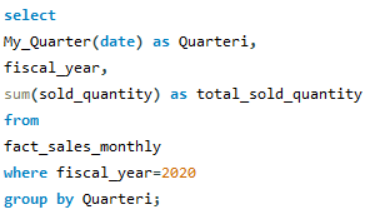 select
My_Quarter(date) as Quarteri,
fiscal_year,
sum(sold_quantity) as total_sold_quantity
from
fact_sales_monthly
where fiscal_year=2020
group by Quarteri;